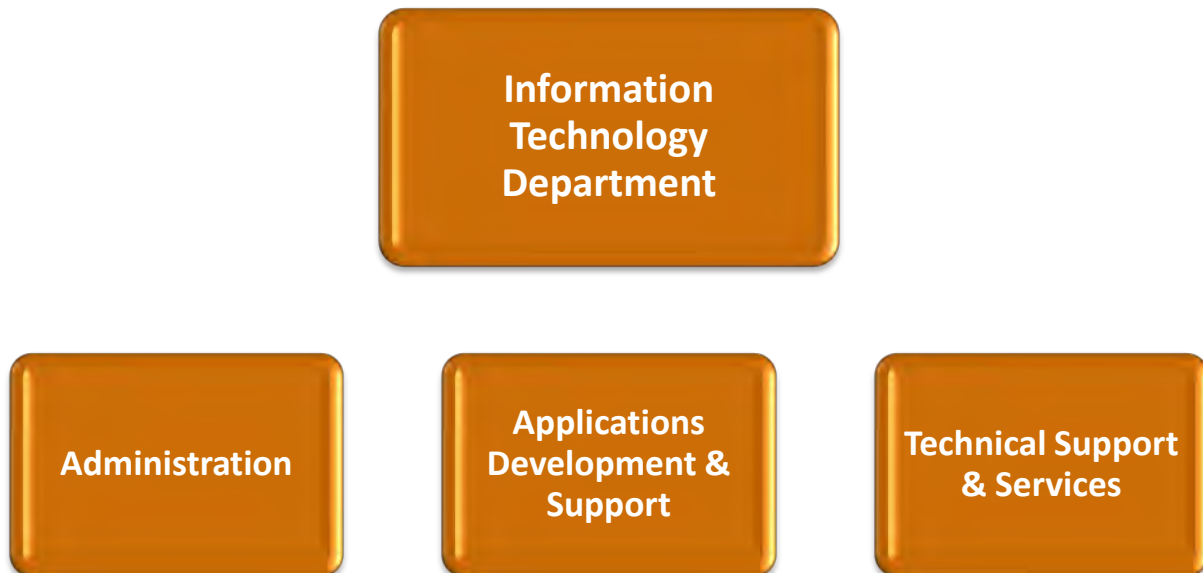 Information
Technology
Department
Administration
Applications
Development &
Support
Technical Support
& Services